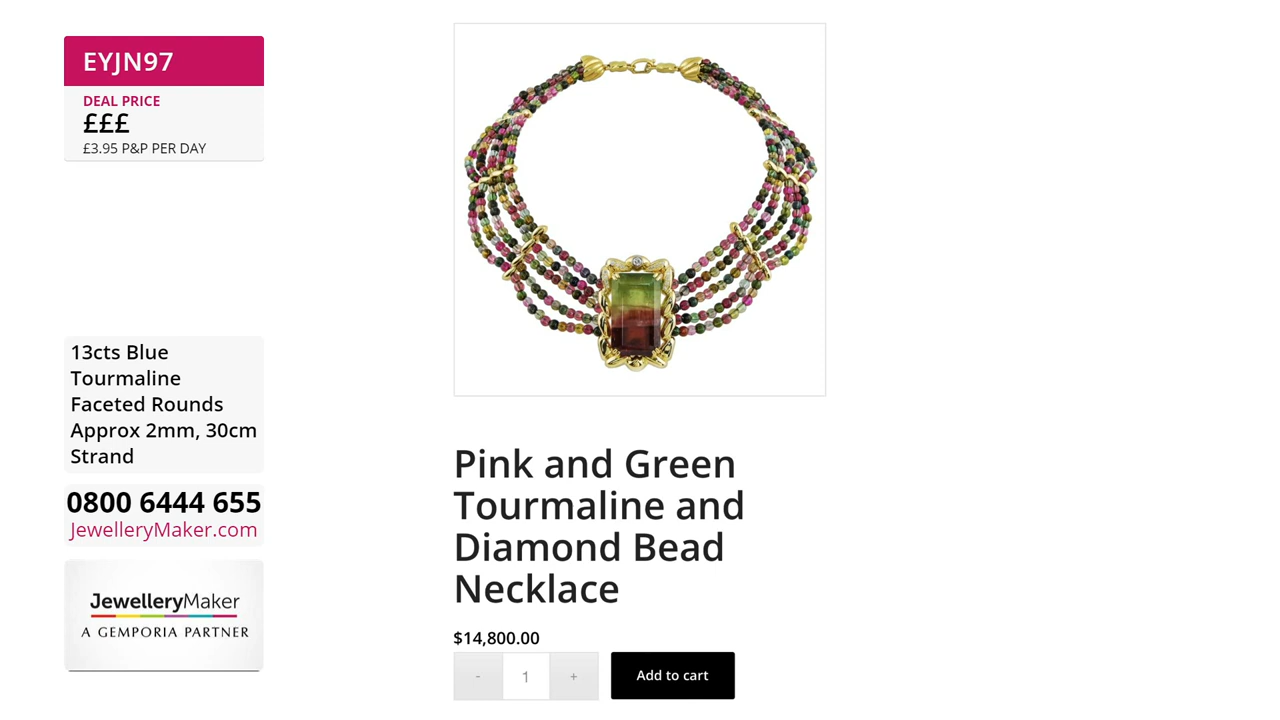 EYJN97
DEAL PRICE
£££
£3.95 P&P PER DAY
13cts Blue
Tourmaline
Faceted Rounds
Approx 2mm, 30cm
Strand
0800 6444 655
JewelleryMaker.com
JewelleryMaker
A GEMPORIA PARTNER
Pink and Green
Tourmaline and
Diamond Bead
Necklace
$14,800.00
- 1 +
Add to cart